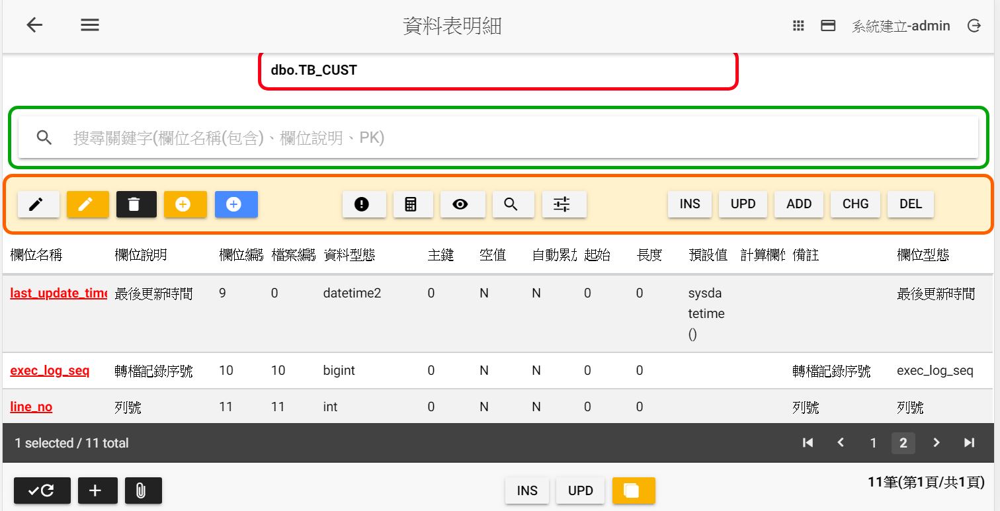 資料表明細
系統建立-admin
dbo.TB_CUST
搜尋關鍵字(欄位名稱(包含)、欄位說明、PK)
INS UPD ADD CHG DEL
欄位名稱 欄位說明 欄位編號 檔案編號 資料型態 主鍵 空值 自動累加 起始 長度 預設值 計算欄位 備註 欄位型態
last_update_time 最後更新時間 9 0 datetime2 0 N N 0 0 sysda 最後更新時間
tetime
()
exec_log_seq 轉檔記錄序號 10 10 bigint 0 N N 0 0 轉檔記錄序號 exec_log_seq
line_no 列號 11 11 int 0 N N 0 0 列號 列號
1 selected / 11 total 1 2
INS UPD
11筆(第1頁/共1頁)